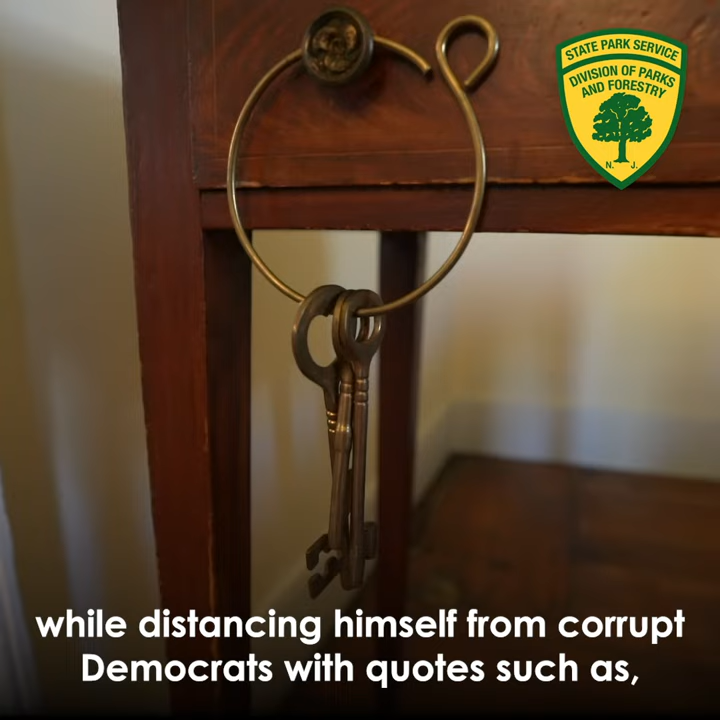 STATE PARK SERVICE
DIVISION OF PARKS
AND FORESTRY
N. J.
while distancing himself from corrupt
Democrats with quotes such as,